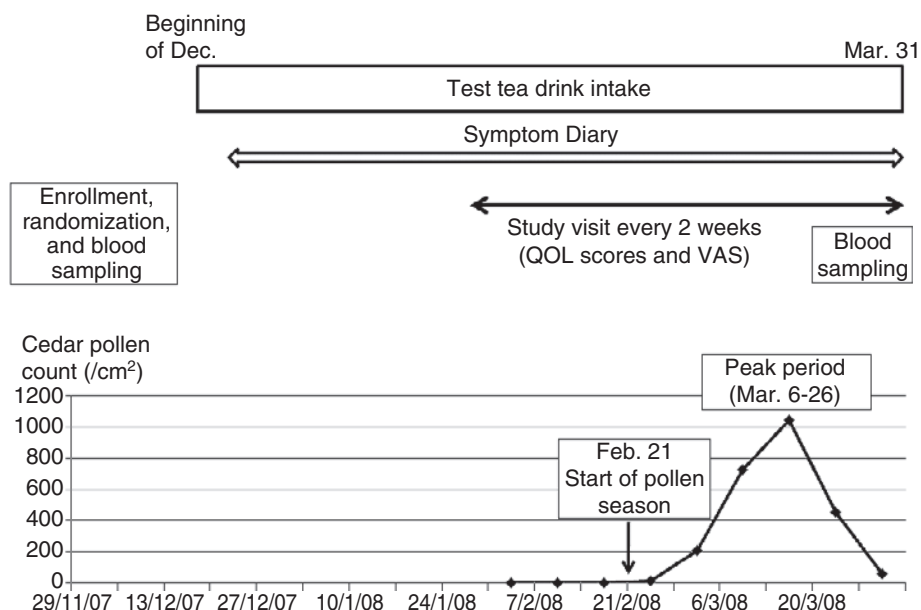 Beginning
of Dec.
Mar. 31
Test tea drink intake
Symptom Diary
Enrollment,
randomization,
and blood
sampling
Study visit every 2 weeks
(QOL scores and VAS)
Blood
sampling
Cedar pollen
count (/cm²)
Peak period
(Mar. 6-26)
Feb. 21
Start of pollen
season
1200
1000
800
600
400
200
0
29/11/07 13/12/07 27/12/07 10/1/08 24/1/08 7/2/08 21/2/08 6/3/08 20/3/08